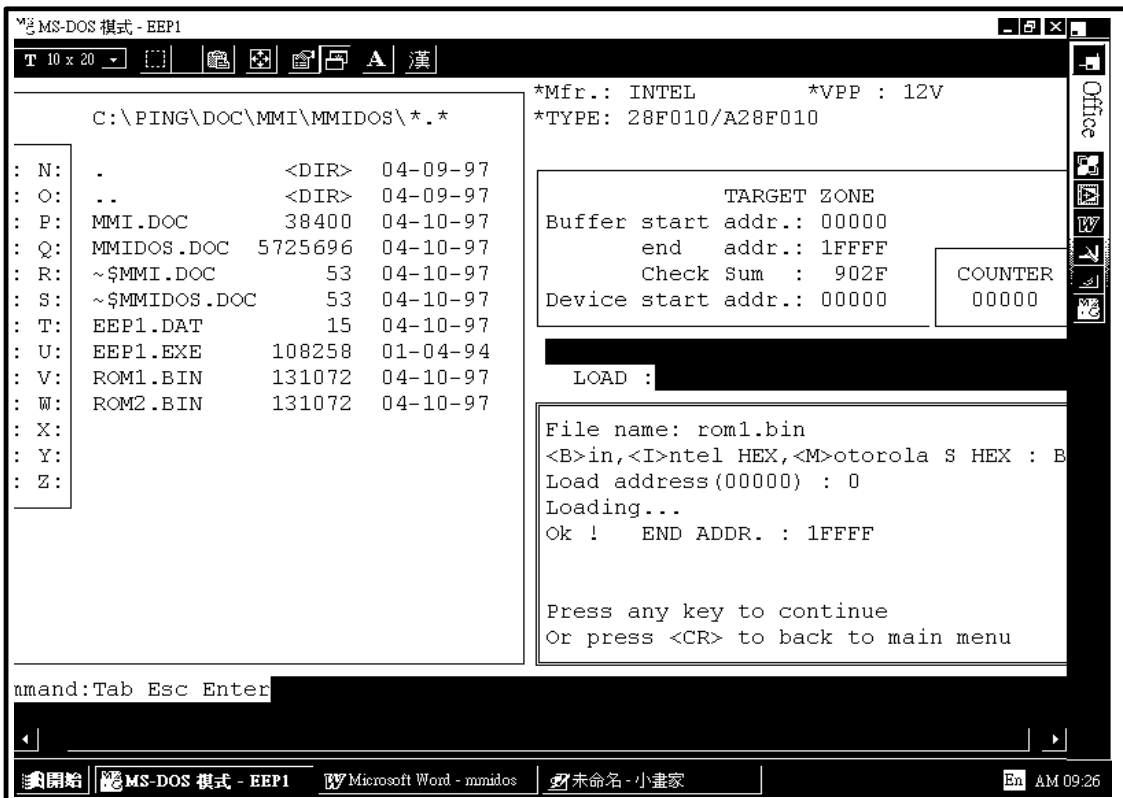 MS-DOS 模式 - EEP1
T 10 x 20 A 漢
C:\PING\DOC\MMI\MMIDOS\*.*
: N: . <DIR> 04-09-97
: O: .. <DIR> 04-09-97
: P: MMI.DOC 38400 04-10-97
: Q: MMIDOS.DOC 5725696 04-10-97
: R: ~$MMI.DOC 53 04-10-97
: S: ~$MMIDOS.DOC 53 04-10-97
: T: EEP1.DAT 15 04-10-97
: U: EEP1.EXE 108258 01-04-94
: V: ROM1.BIN 131072 04-10-97
: W: ROM2.BIN 131072 04-10-97
: X:
: Y:
: Z:
*Mfr.: INTEL *VPP : 12V
*TYPE: 28F010/A28F010
TARGET ZONE
Buffer start addr.: 00000
end addr.: 1FFFF
Check Sum : 902F
Device start addr.: 00000
COUNTER
00000
LOAD :
File name: rom1.bin
<B>in,<I>ntel HEX,<M>otorola S HEX : B
Load address(00000) : 0
Loading...
Ok ! END ADDR. : 1FFFF
Press any key to continue
Or press <CR> to back to main menu
mmand:Tab Esc Enter
Office
開始 MS-DOS 模式 - EEP1 Microsoft Word - mmidos 未命名 - 小畫家 En AM 09:26